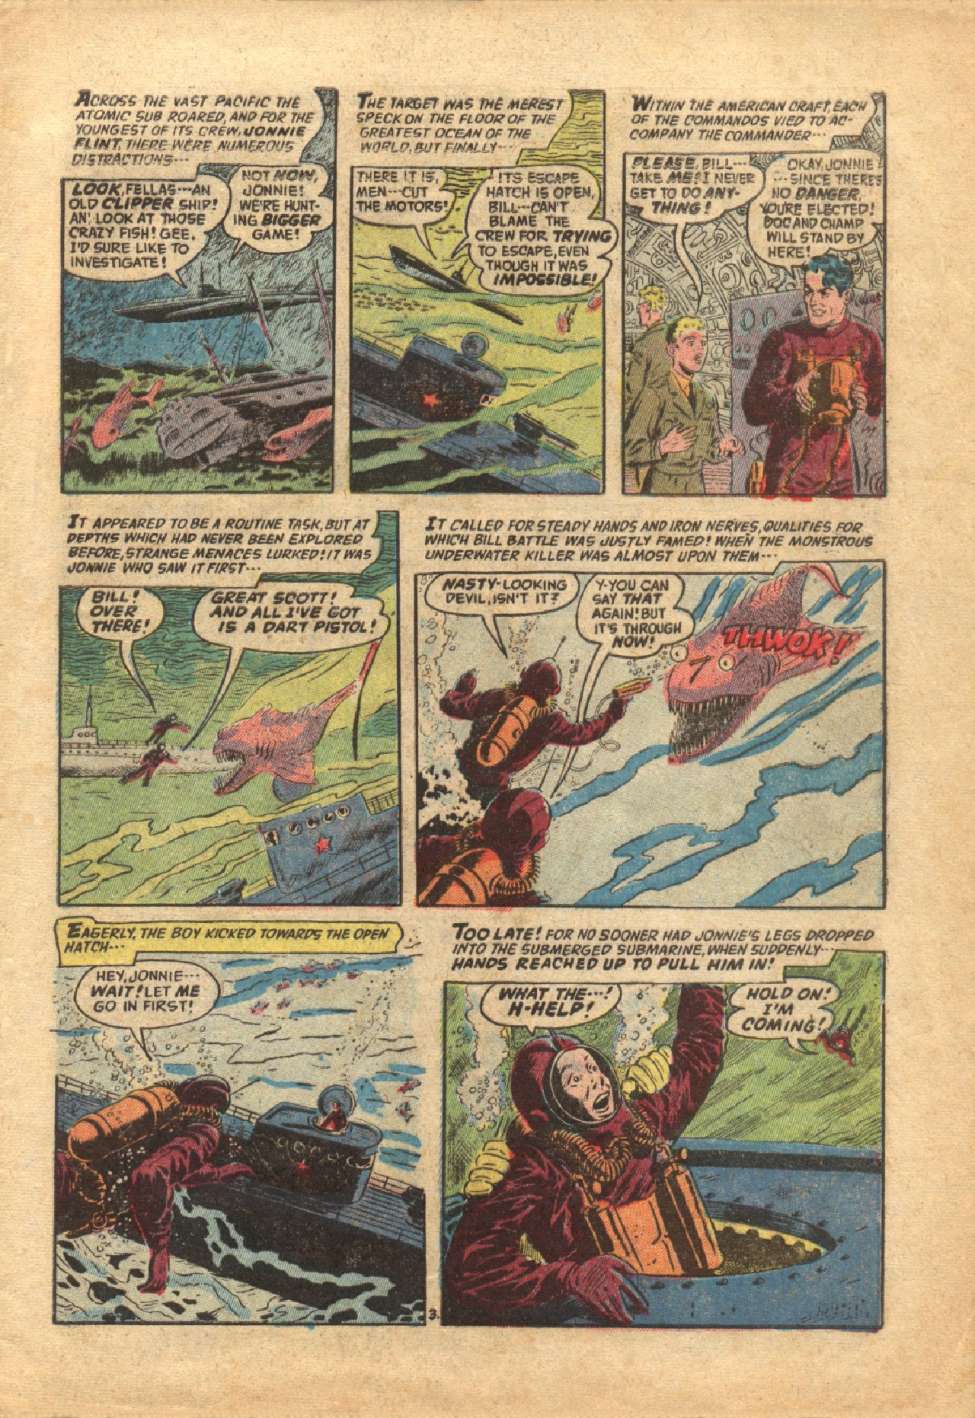 ACROSS THE VAST PACIFIC THE
ATOMIC SUB ROARED, AND FOR THE
YOUNGEST OF ITS CREW, JONNIE
FLINT, THERE WERE NUMEROUS
DISTRACTIONS---
LOOK, FELLAS---AN
OLD CLIPPER SHIP!
AN' LOOK AT THOSE
CRAZY FISH! GEE,
I'D SURE LIKE TO
INVESTIGATE!
NOT NOW,
JONNIE!
WE'RE HUNT-
ING BIGGER
GAME!
THE TARGET WAS THE MEREST
SPECK ON THE FLOOR OF THE
GREATEST OCEAN OF THE
WORLD, BUT FINALLY---
THERE IT IS,
MEN--CUT
THE MOTORS!
ITS ESCAPE
HATCH IS OPEN,
BILL--CAN'T
BLAME THE
CREW FOR TRYING
TO ESCAPE, EVEN
THOUGH IT WAS
IMPOSSIBLE!
WITHIN THE AMERICAN CRAFT, EACH
OF THE COMMANDOS VIED TO AC-
COMPANY THE COMMANDER---
PLEASE, BILL--
TAKE ME! I NEVER
GET TO DO ANY-
THING!
OKAY, JONNIE
---SINCE THERE'S
NO DANGER,
YOU'RE ELECTED!
DOC AND CHAMP
WILL STAND BY
HERE!
IT APPEARED TO BE A ROUTINE TASK, BUT AT
DEPTHS WHICH HAD NEVER BEEN EXPLORED
BEFORE, STRANGE MENACES LURKED! IT WAS
JONNIE WHO SAW IT FIRST---
BILL!
OVER
THERE!
GREAT SCOTT!
AND ALL I'VE GOT
IS A DART PISTOL!
IT CALLED FOR STEADY HANDS AND IRON NERVES, QUALITIES FOR
WHICH BILL BATTLE WAS JUSTLY FAMED! WHEN THE MONSTROUS
UNDERWATER KILLER WAS ALMOST UPON THEM---
NASTY-LOOKING
DEVIL, ISN'T IT?
Y-YOU CAN
SAY THAT
AGAIN! BUT
IT'S THROUGH
NOW!
THWOK!
EAGERLY, THE BOY KICKED TOWARDS THE OPEN
HATCH---
HEY, JONNIE---
WAIT! LET ME
GO IN FIRST!
TOO LATE! FOR NO SOONER HAD JONNIE'S LEGS DROPPED
INTO THE SUBMERGED SUBMARINE, WHEN SUDDENLY---
HANDS REACHED UP TO PULL HIM IN!
WHAT THE---!
H-HELP!
HOLD ON!
I'M
COMING!
3.